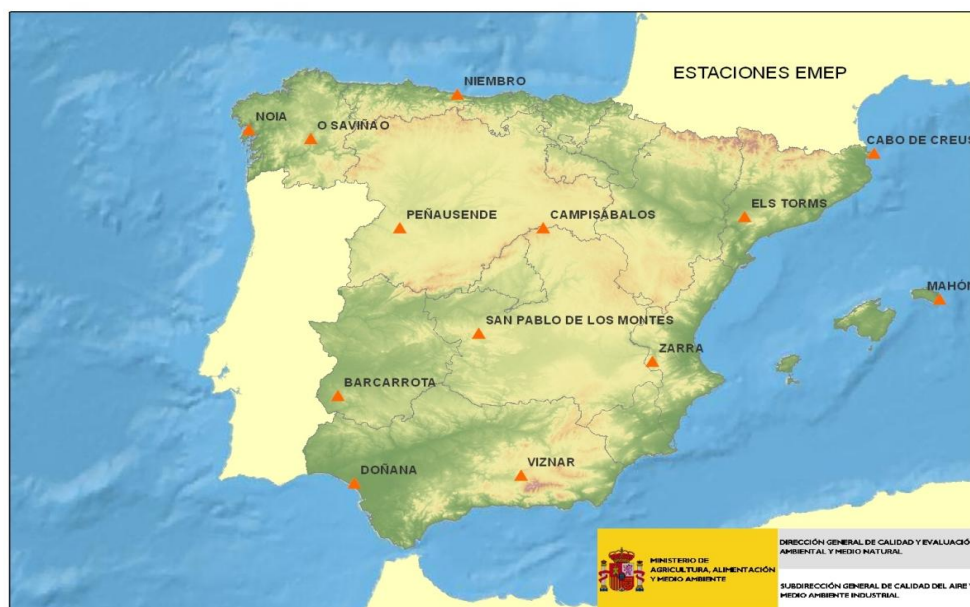 ESTACIONES EMEP
NIEMBRO
NOIA
O SAVIÑAO
CABO DE CREUS
PEÑAUSENDE
CAMPISÁBALOS
ELS TORMS
MAHÓN
SAN PABLO DE LOS MONTES
ZARRA
BARCARROTA
DOÑANA
VIZNAR
MINISTERIO DE
AGRICULTURA, ALIMENTACIÓN
Y MEDIO AMBIENTE
DIRECCIÓN GENERAL DE CALIDAD Y EVALUACIÓ
AMBIENTAL Y MEDIO NATURAL
SUBDIRECCIÓN GENERAL DE CALIDAD DEL AIRE Y
MEDIO AMBIENTE INDUSTRIAL